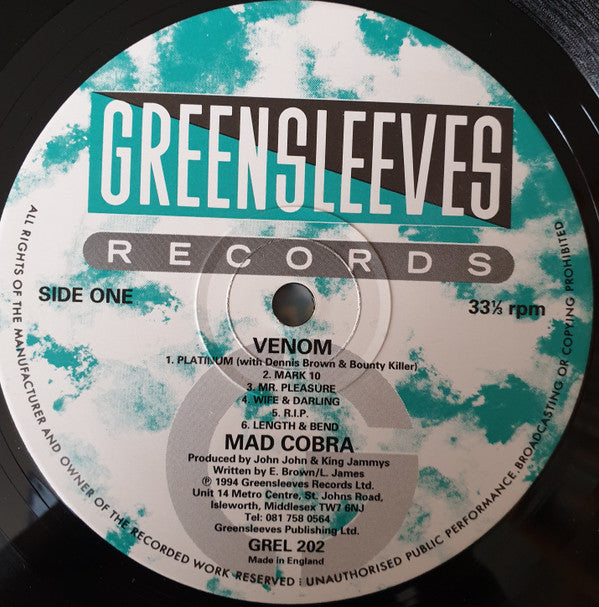 GREENSLEEVES
RECORDS
SIDE ONE
33⅓ rpm
VENOM
1. PLATINUM (with Dennis Brown & Bounty Killer)
2. MARK 10
3. MR. PLEASURE
4. WIFE & DARLING
5. R.I.P.
6. LENGTH & BEND
MAD COBRA
Produced by John John & King Jammys
Written by E. Brown/L. James
℗ 1994 Greensleeves Records Ltd.
Unit 14 Metro Centre, St. Johns Road,
Isleworth, Middlesex TW7 6NJ
Tel: 081 758 0564
Greensleeves Publishing Ltd.
GREL 202
Made in England
ALL RIGHTS OF THE MANUFACTURER AND OWNER OF THE RECORDED WORK RESERVED : UNAUTHORISED PUBLIC PERFORMANCE BROADCASTING OR COPYING PROHIBITED